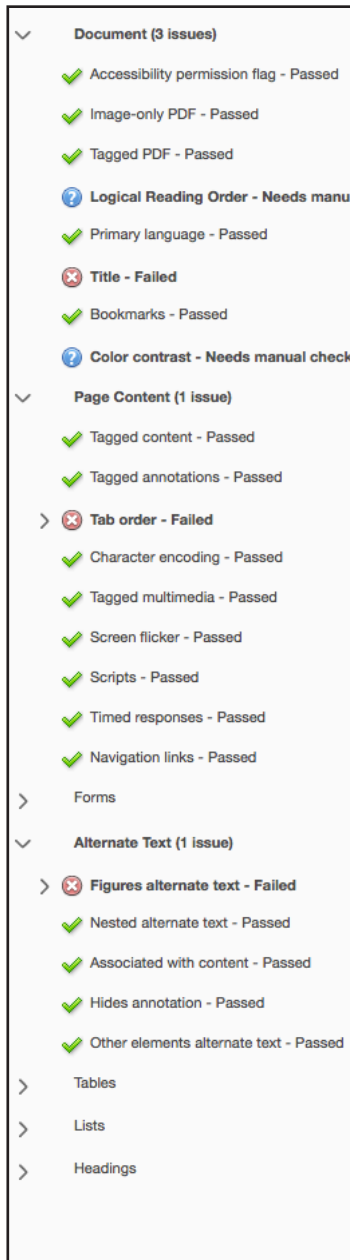 Document (3 issues)
Accessibility permission flag - Passed
Image-only PDF - Passed
Tagged PDF - Passed
Logical Reading Order - Needs manu
Primary language - Passed
Title - Failed
Bookmarks - Passed
Color contrast - Needs manual check
Page Content (1 issue)
Tagged content - Passed
Tagged annotations - Passed
Tab order - Failed
Character encoding - Passed
Tagged multimedia - Passed
Screen flicker - Passed
Scripts - Passed
Timed responses - Passed
Navigation links - Passed
Forms
Alternate Text (1 issue)
Figures alternate text - Failed
Nested alternate text - Passed
Associated with content - Passed
Hides annotation - Passed
Other elements alternate text - Passed
Tables
Lists
Headings